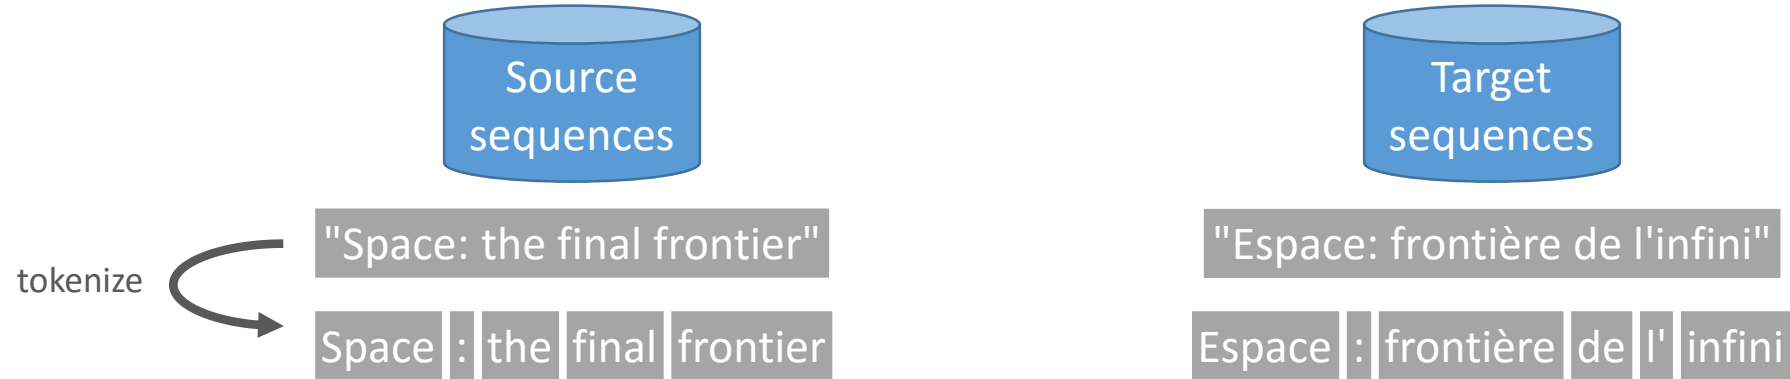 Source
sequences
Target
sequences
"Space: the final frontier"
"Espace: frontière de l'infini"
tokenize
Space : the final frontier
Espace : frontière de l' infini